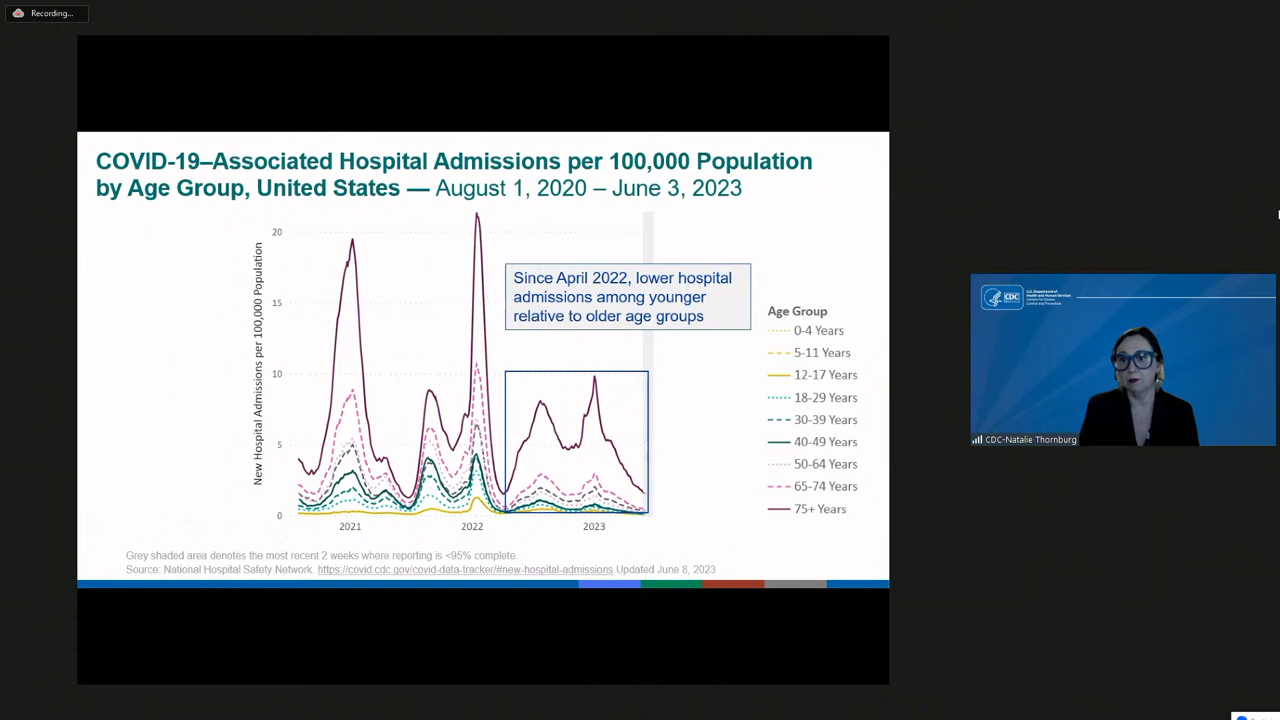 Recording...
COVID-19–Associated Hospital Admissions per 100,000 Population
by Age Group, United States — August 1, 2020 – June 3, 2023
New Hospital Admissions per 100,000 Population
20
15
10
5
0
2021
2022
2023
Since April 2022, lower hospital
admissions among younger
relative to older age groups
Age Group
0-4 Years
5-11 Years
12-17 Years
18-29 Years
30-39 Years
40-49 Years
50-64 Years
65-74 Years
75+ Years
Grey shaded area denotes the most recent 2 weeks where reporting is <95% complete.
Source: National Hospital Safety Network. https://covid.cdc.gov/covid-data-tracker/#new-hospital-admissions Updated June 8, 2023
CDC
U.S. Department of
Health and Human Services
Centers for Disease
Control and Prevention
CDC-Natalie Thornburg